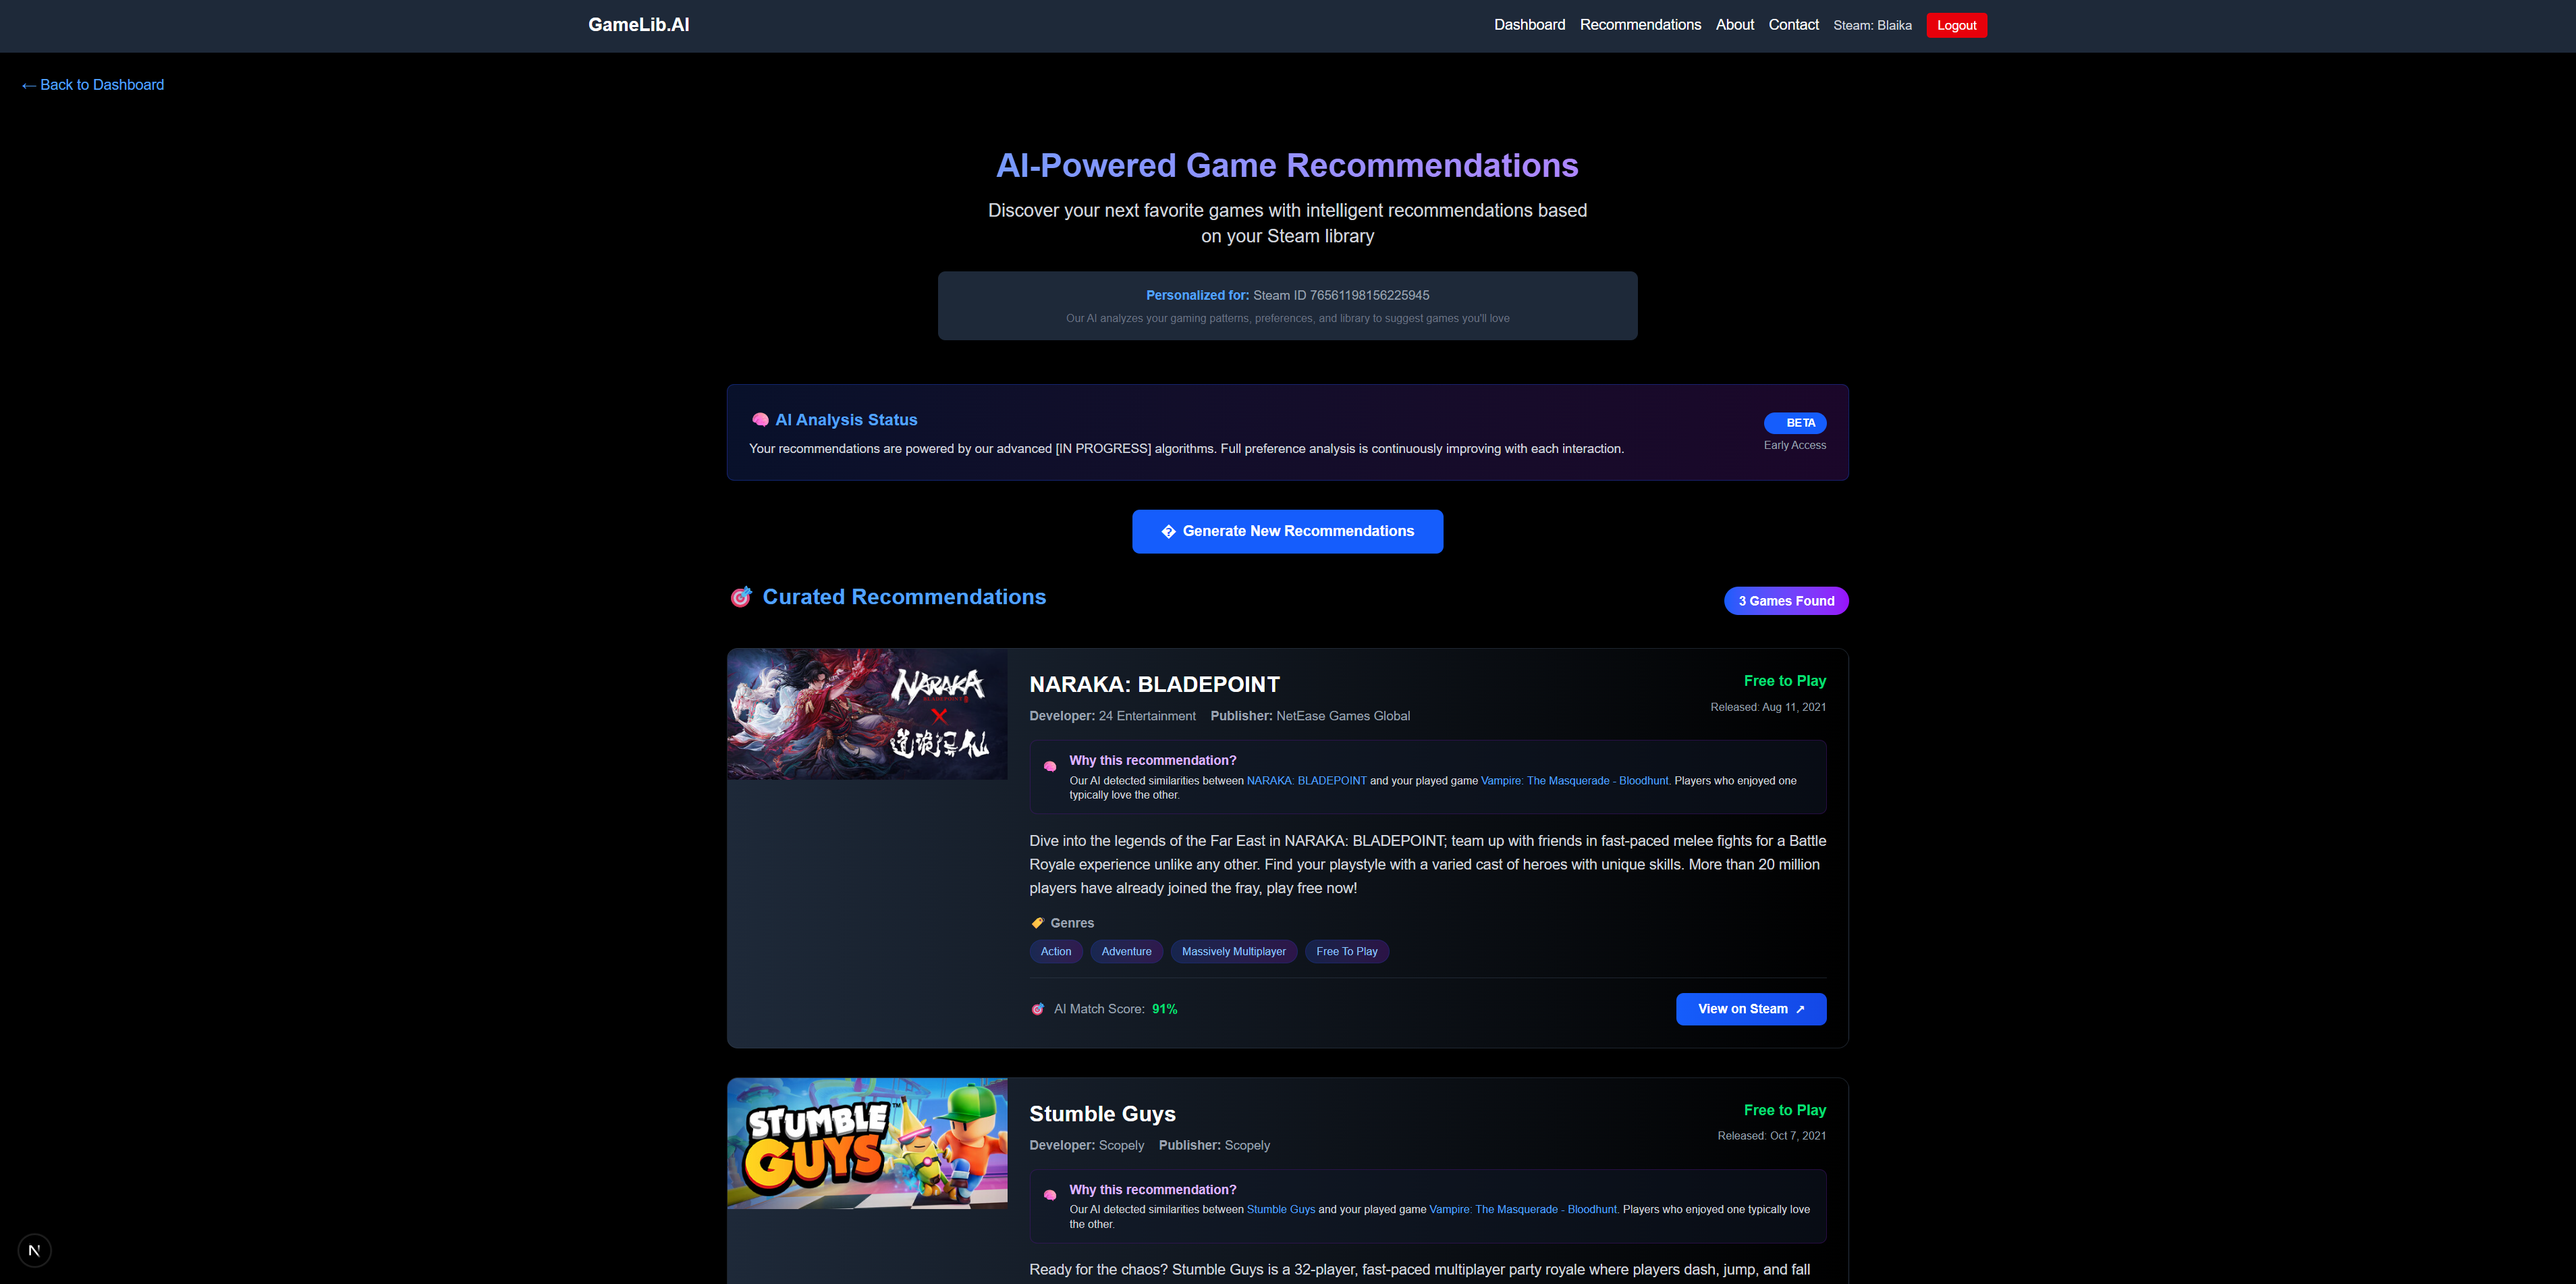 GameLib.AI
Dashboard Recommendations About Contact Steam: Blaika Logout
← Back to Dashboard
AI-Powered Game Recommendations
Discover your next favorite games with intelligent recommendations based
on your Steam library
Personalized for: Steam ID 76561198156225945
Our AI analyzes your gaming patterns, preferences, and library to suggest games you'll love
AI Analysis Status
Your recommendations are powered by our advanced [IN PROGRESS] algorithms. Full preference analysis is continuously improving with each interaction.
BETA
Early Access
� Generate New Recommendations
Curated Recommendations
3 Games Found
NARAKA
BLADEPOINT
X
NARAKA: BLADEPOINT
Free to Play
Developer: 24 Entertainment Publisher: NetEase Games Global
Released: Aug 11, 2021
Why this recommendation?
Our AI detected similarities between NARAKA: BLADEPOINT and your played game Vampire: The Masquerade - Bloodhunt. Players who enjoyed one
typically love the other.
Dive into the legends of the Far East in NARAKA: BLADEPOINT; team up with friends in fast-paced melee fights for a Battle
Royale experience unlike any other. Find your playstyle with a varied cast of heroes with unique skills. More than 20 million
players have already joined the fray, play free now!
Genres
Action Adventure Massively Multiplayer Free To Play
AI Match Score: 91%
View on Steam ↗
STUMBLE
GUYS
™
Stumble Guys
Free to Play
Developer: Scopely Publisher: Scopely
Released: Oct 7, 2021
Why this recommendation?
Our AI detected similarities between Stumble Guys and your played game Vampire: The Masquerade - Bloodhunt. Players who enjoyed one typically love
the other.
Ready for the chaos? Stumble Guys is a 32-player, fast-paced multiplayer party royale where players dash, jump, and fall
N